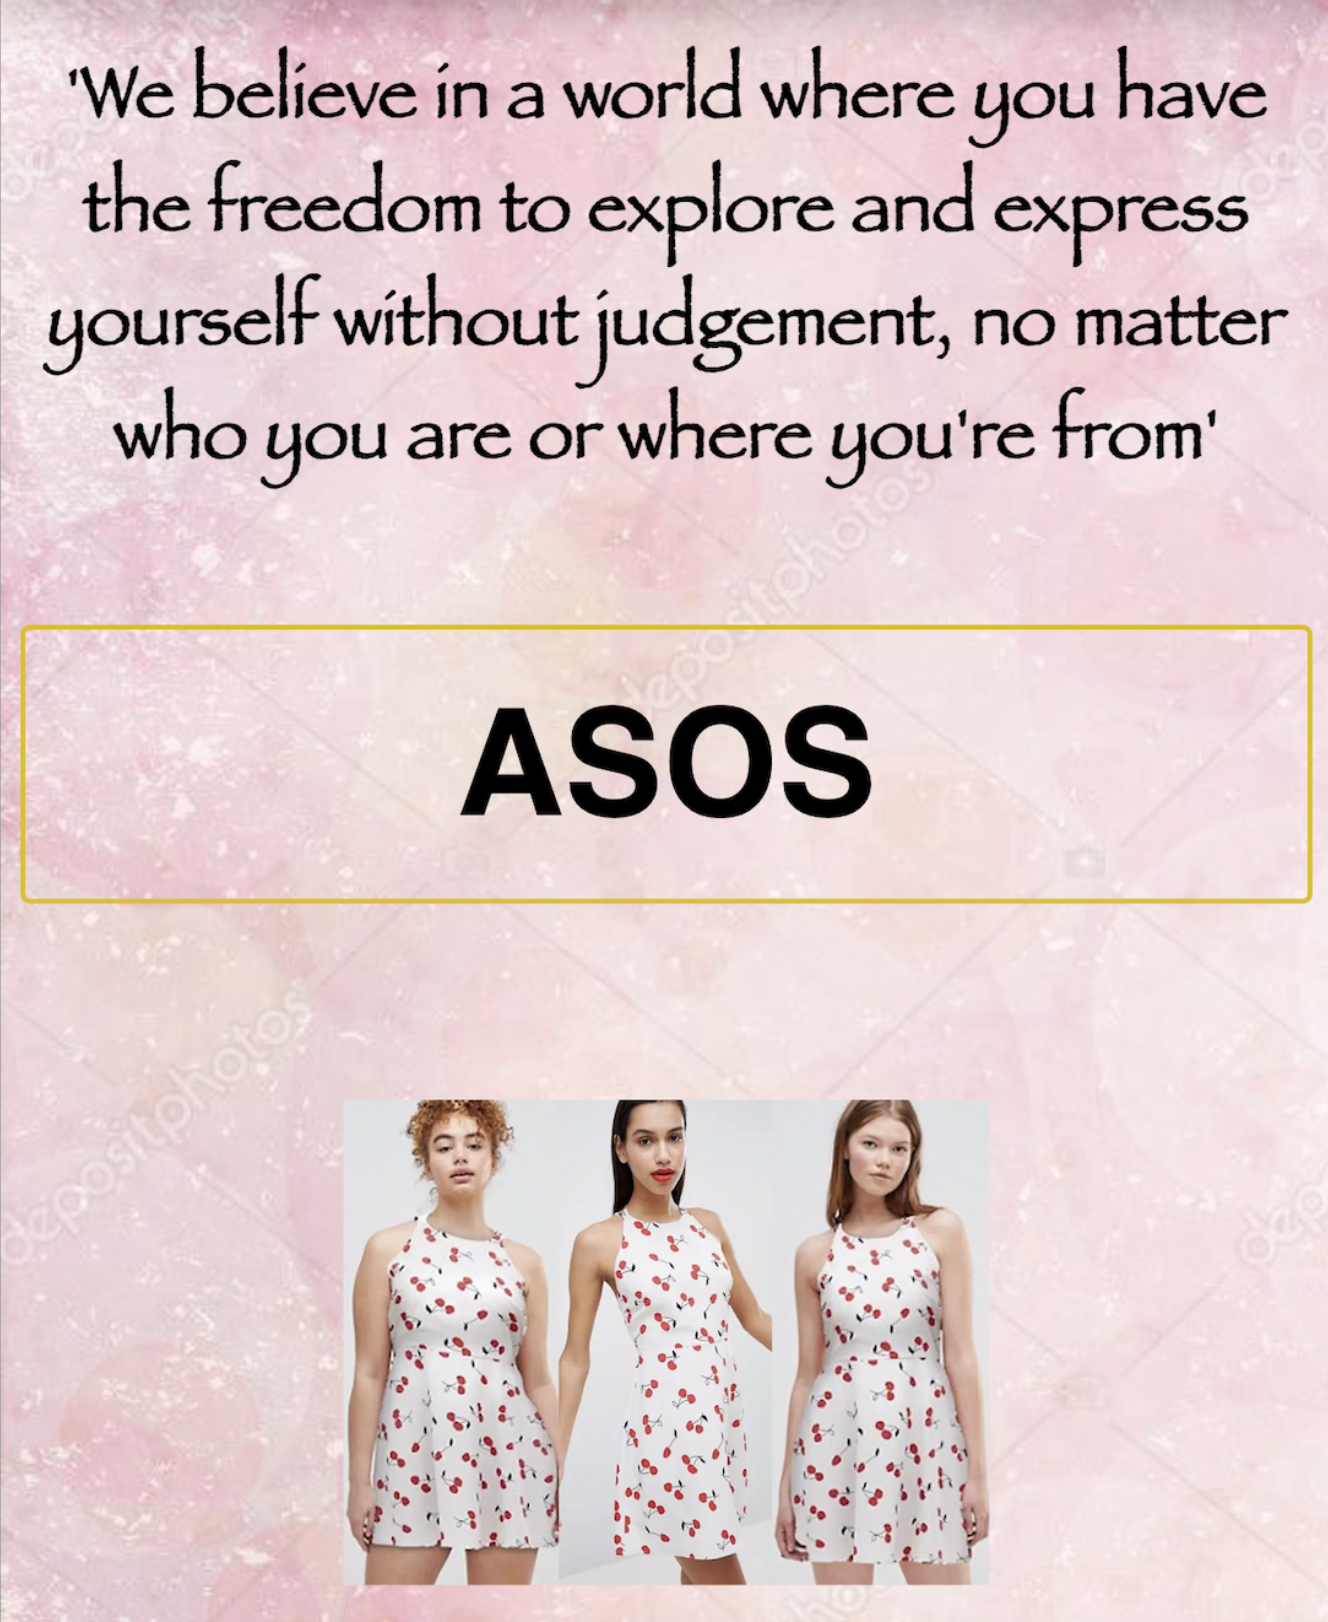 'We believe in a world where you have
the freedom to explore and express
yourself without judgement, no matter
who you are or where you're from'
depositphotos
ASOS
depositphotos